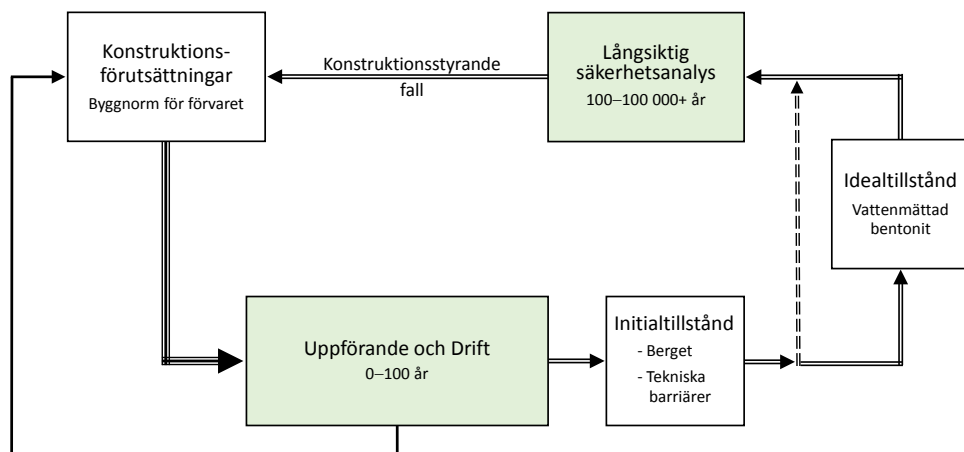 Konstruktions-
förutsättningar
Byggnorm för förvaret
Konstruktionsstyrande
fall
Långsiktig
säkerhetsanalys
100–100 000+ år
Idealtillstånd
Vattenmättad
bentonit
Uppförande och Drift
0–100 år
Initialtillstånd
- Berget
- Tekniska
barriärer